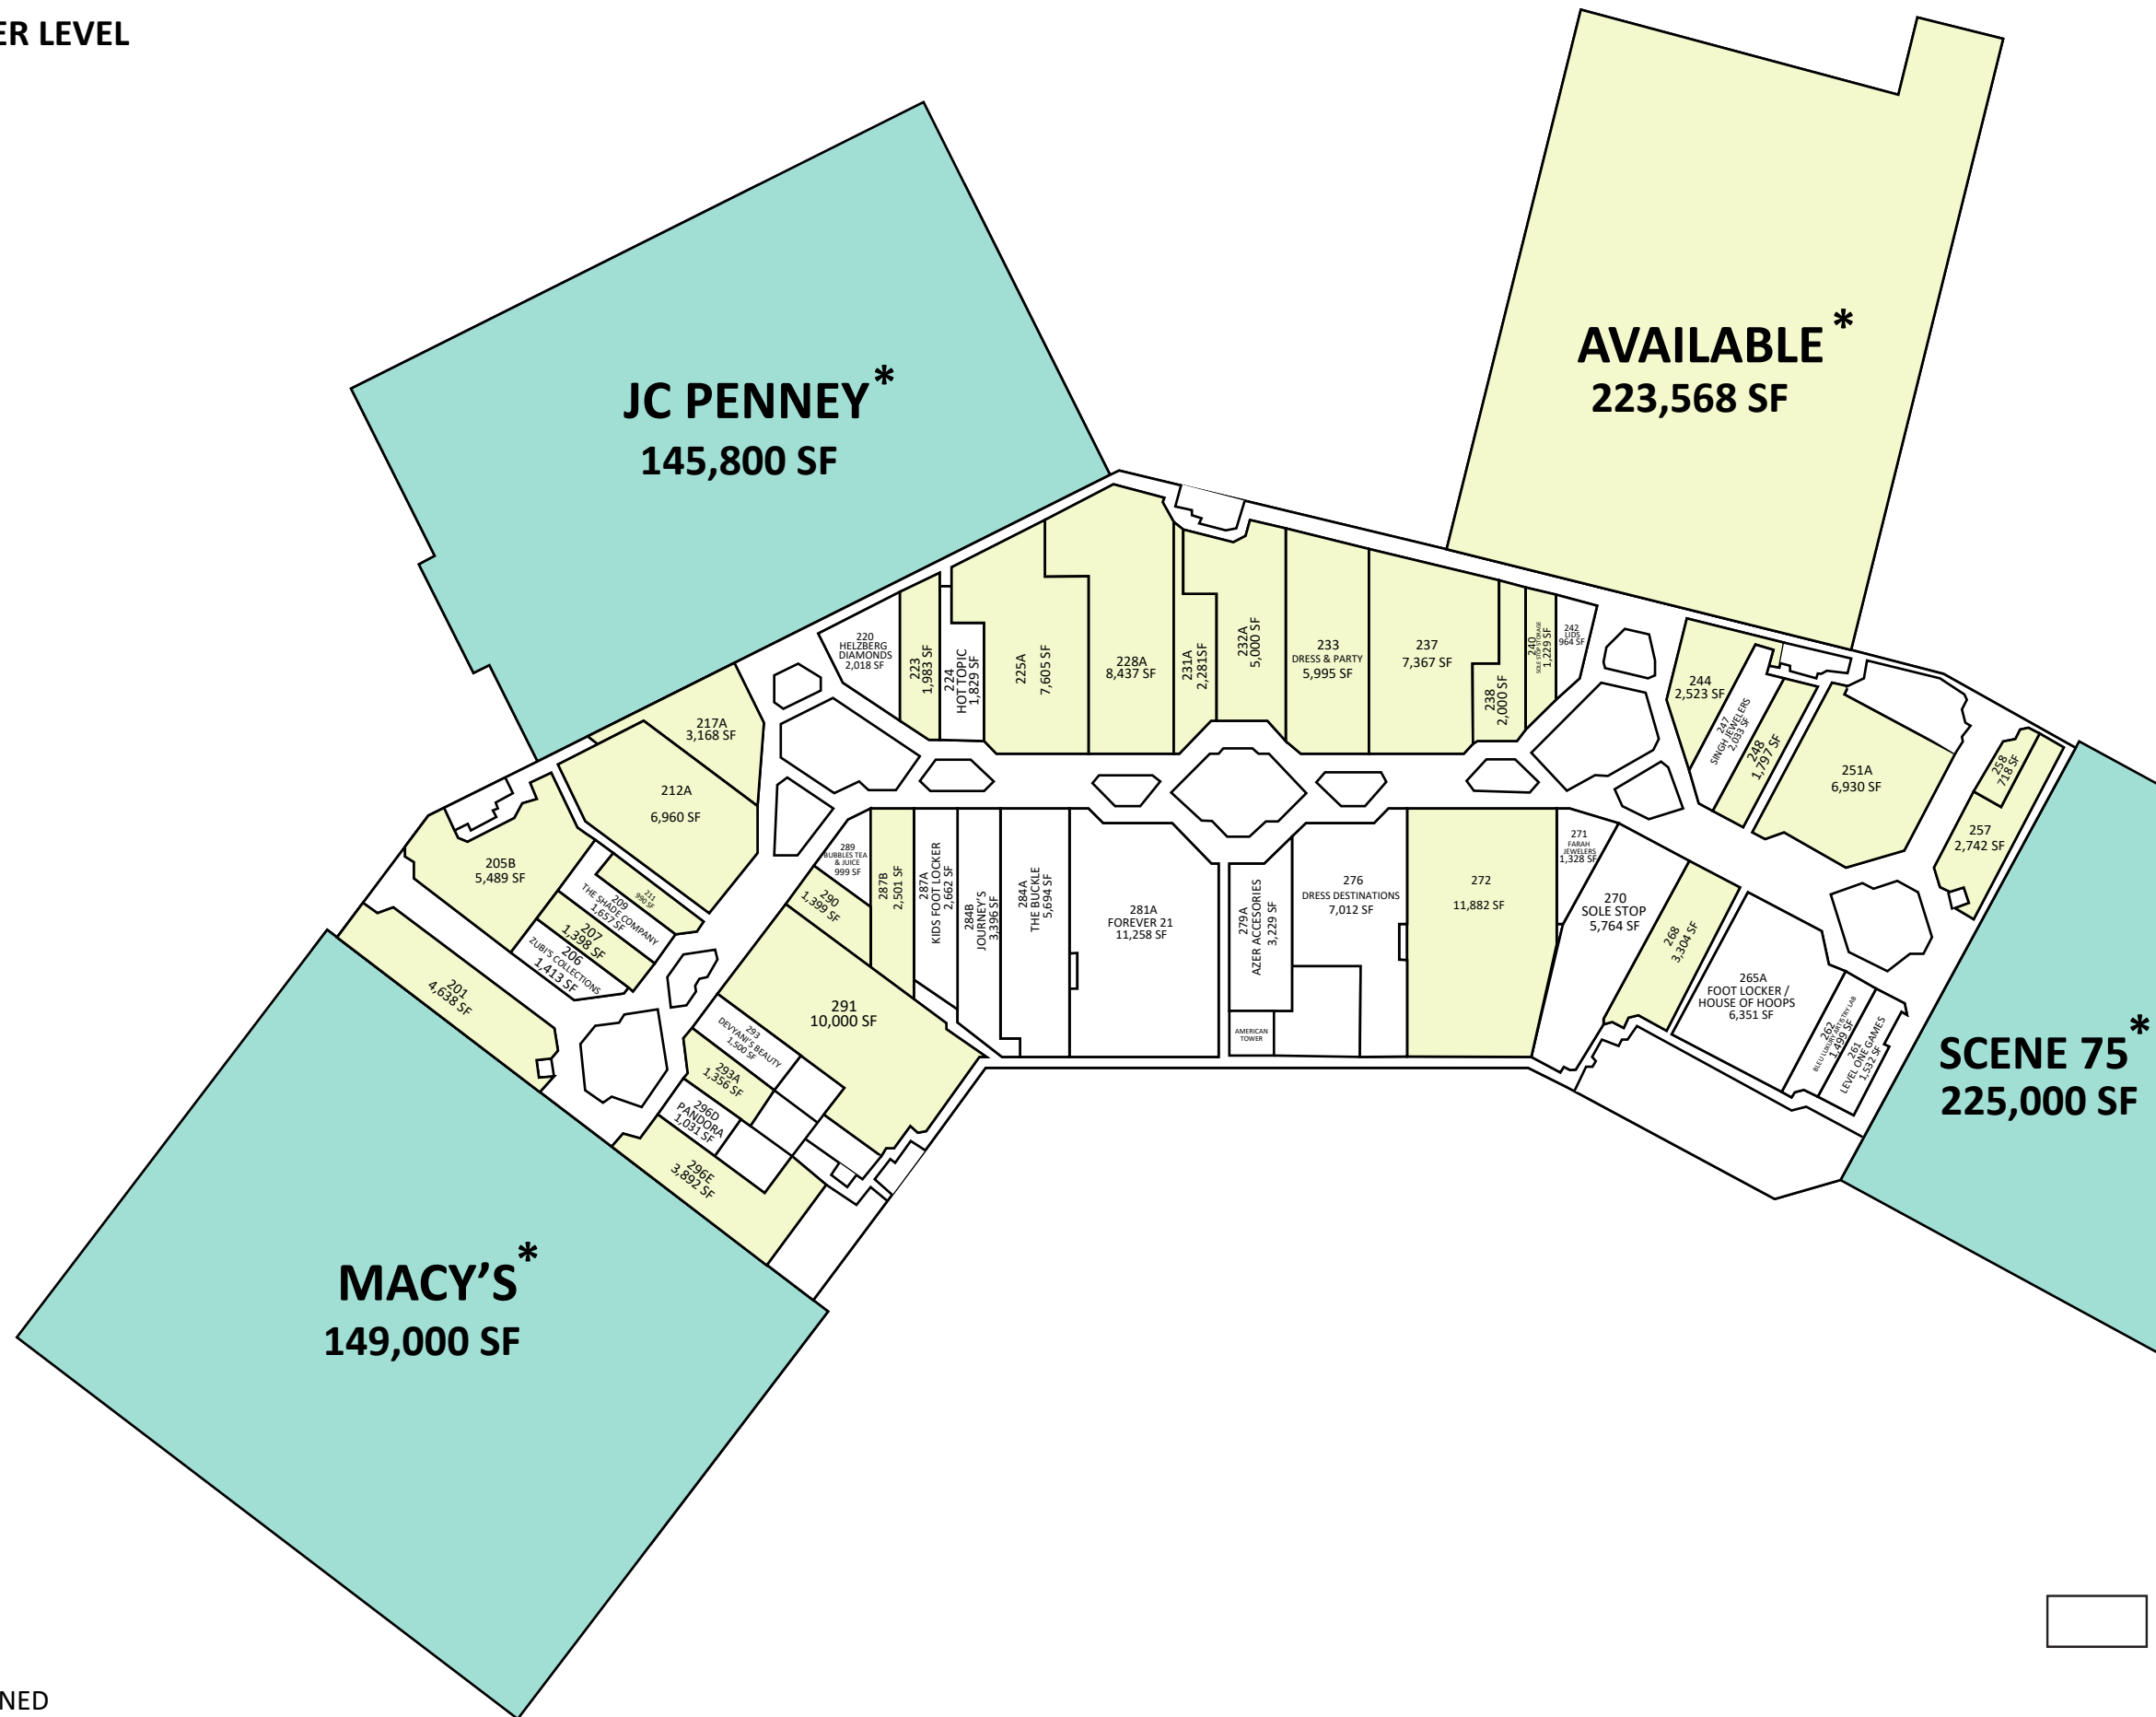 ER LEVEL
JC PENNEY*
145,800 SF
AVAILABLE*
223,568 SF
220
HELZBERG
DIAMONDS
2,018 SF
223
1,983 SF
224
HOT TOPIC
1,829 SF
225A
7,605 SF
228A
8,437 SF
231A
2,281SF
232A
5,000 SF
233
DRESS & PARTY
5,995 SF
237
7,367 SF
238
2,000 SF
240
SOLE STOP STORAGE
1,229 SF
242
LIDS
964 SF
244
2,523 SF
247
SINGH JEWELERS
2,033 SF
248
1,797 SF
251A
6,930 SF
258
718 SF
257
2,742 SF
217A
3,168 SF
212A
6,960 SF
205B
5,489 SF
211
990 SF
209
THE SHADE COMPANY
1,657 SF
207
1,398 SF
206
ZUBI'S COLLECTIONS
1,413 SF
201
4,638 SF
289
BUBBLES TEA
& JUICE
999 SF
290
1,399 SF
287B
2,501 SF
287A
KIDS FOOT LOCKER
2,662 SF
284B
JOURNEY'S
3,396 SF
284A
THE BUCKLE
5,694 SF
281A
FOREVER 21
11,258 SF
279A
AZER ACCESORIES
3,229 SF
AMERICAN
TOWER
276
DRESS DESTINATIONS
7,012 SF
272
11,882 SF
271
FARAH
JEWELERS
1,328 SF
270
SOLE STOP
5,764 SF
268
3,304 SF
265A
FOOT LOCKER /
HOUSE OF HOOPS
6,351 SF
262
BLEU LUXURY ARTISTRY LAB
1,499 SF
261
LEVEL ONE GAMES
1,532 SF
291
10,000 SF
293
DEVYANI'S BEAUTY
1,500 SF
293A
1,356 SF
296D
PANDORA
1,031 SF
296E
3,892 SF
SCENE 75*
225,000 SF
MACY’S*
149,000 SF
NED